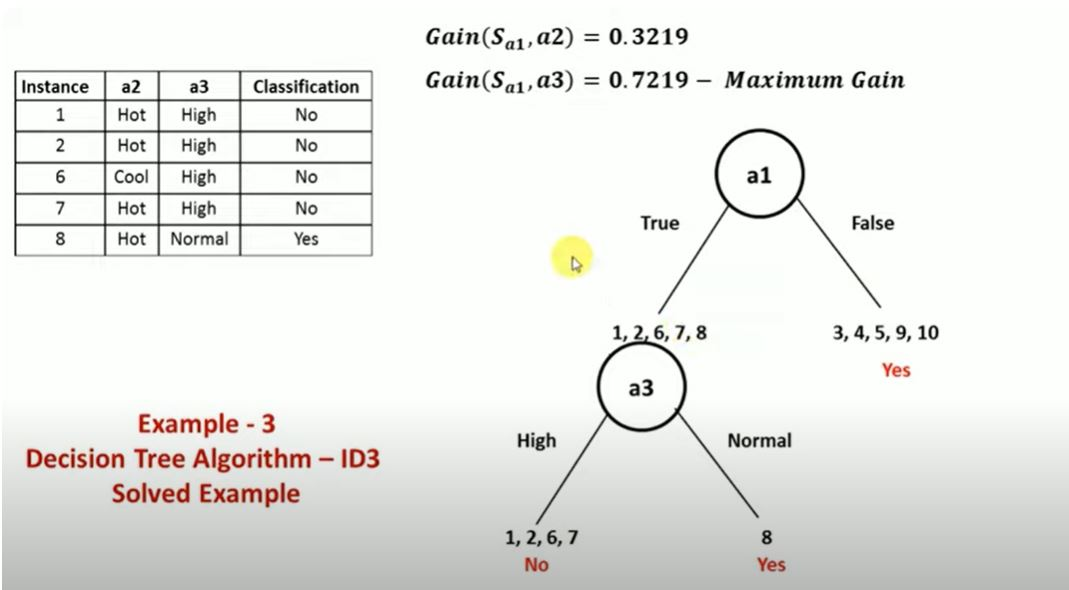 Gain(Sa1, a2) = 0.3219
Gain(Sa1, a3) = 0.7219 – Maximum Gain
Instance a2 a3 Classification
1 Hot High No
2 Hot High No
6 Cool High No
7 Hot High No
8 Hot Normal Yes
a1
True False
1, 2, 6, 7, 8 3, 4, 5, 9, 10
Yes
a3
High Normal
1, 2, 6, 7 8
No Yes
Example - 3
Decision Tree Algorithm – ID3
Solved Example